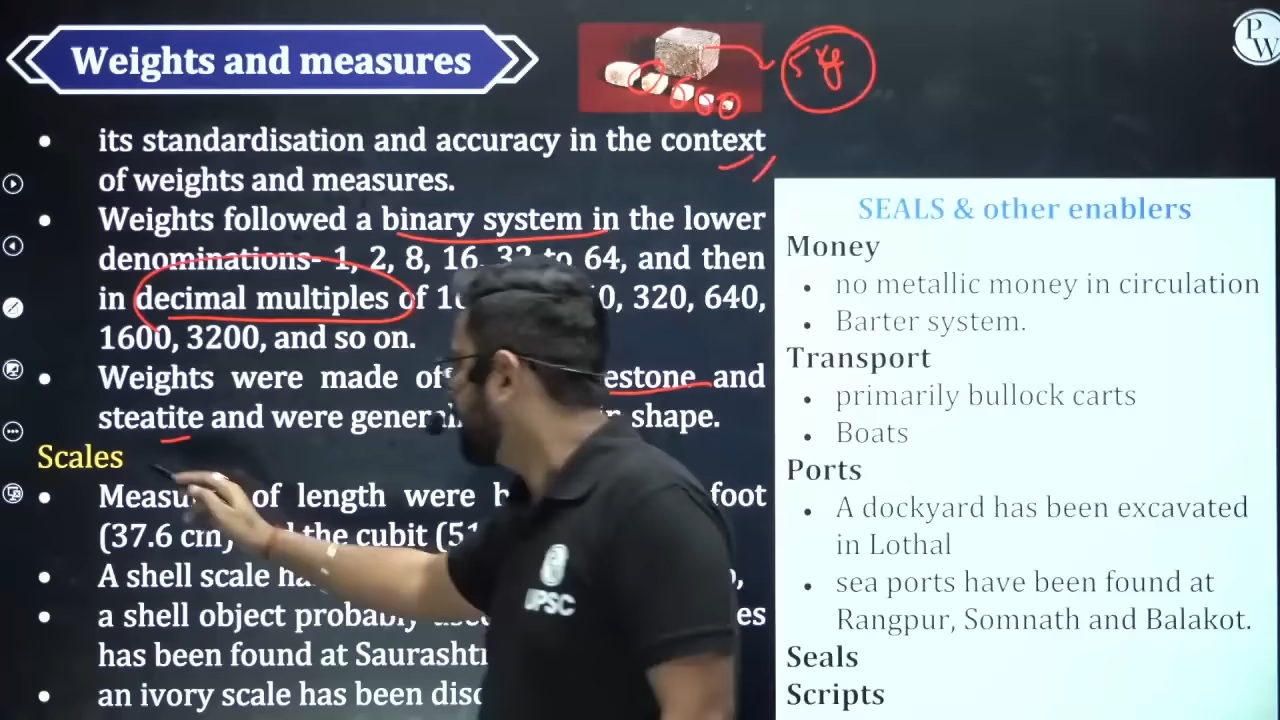 Weights and measures
5 kg
P
W
its standardisation and accuracy in the context
of weights and measures.
Weights followed a binary system in the lower
denominations- 1, 2, 8, 16, 32 to 64, and then
in decimal multiples of 320, 640,
1600, 3200, and so on.
Weights were made of and
steatite and were shape.
Scales
of length were foot
(37.6 cm) the cubit
A shell scale
a shell object probably
has been found at
an ivory scale has been
UPSC
SEALS & other enablers
Money
no metallic money in circulation
Barter system.
Transport
primarily bullock carts
Boats
Ports
A dockyard has been excavated
in Lothal
sea ports have been found at
Rangpur, Somnath and Balakot.
Seals
Scripts